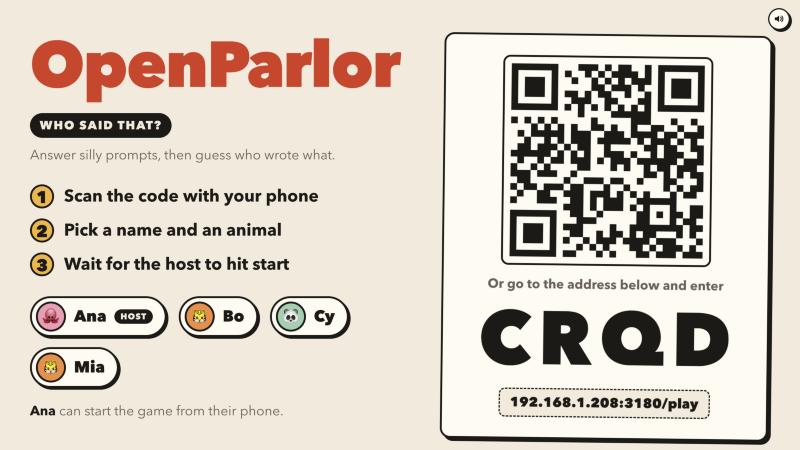 OpenParlor
WHO SAID THAT?
Answer silly prompts, then guess who wrote what.
1 Scan the code with your phone
2 Pick a name and an animal
3 Wait for the host to hit start
Ana HOST
Bo
Cy
Mia
Ana can start the game from their phone.
Or go to the address below and enter
CRQD
192.168.1.208:3180/play